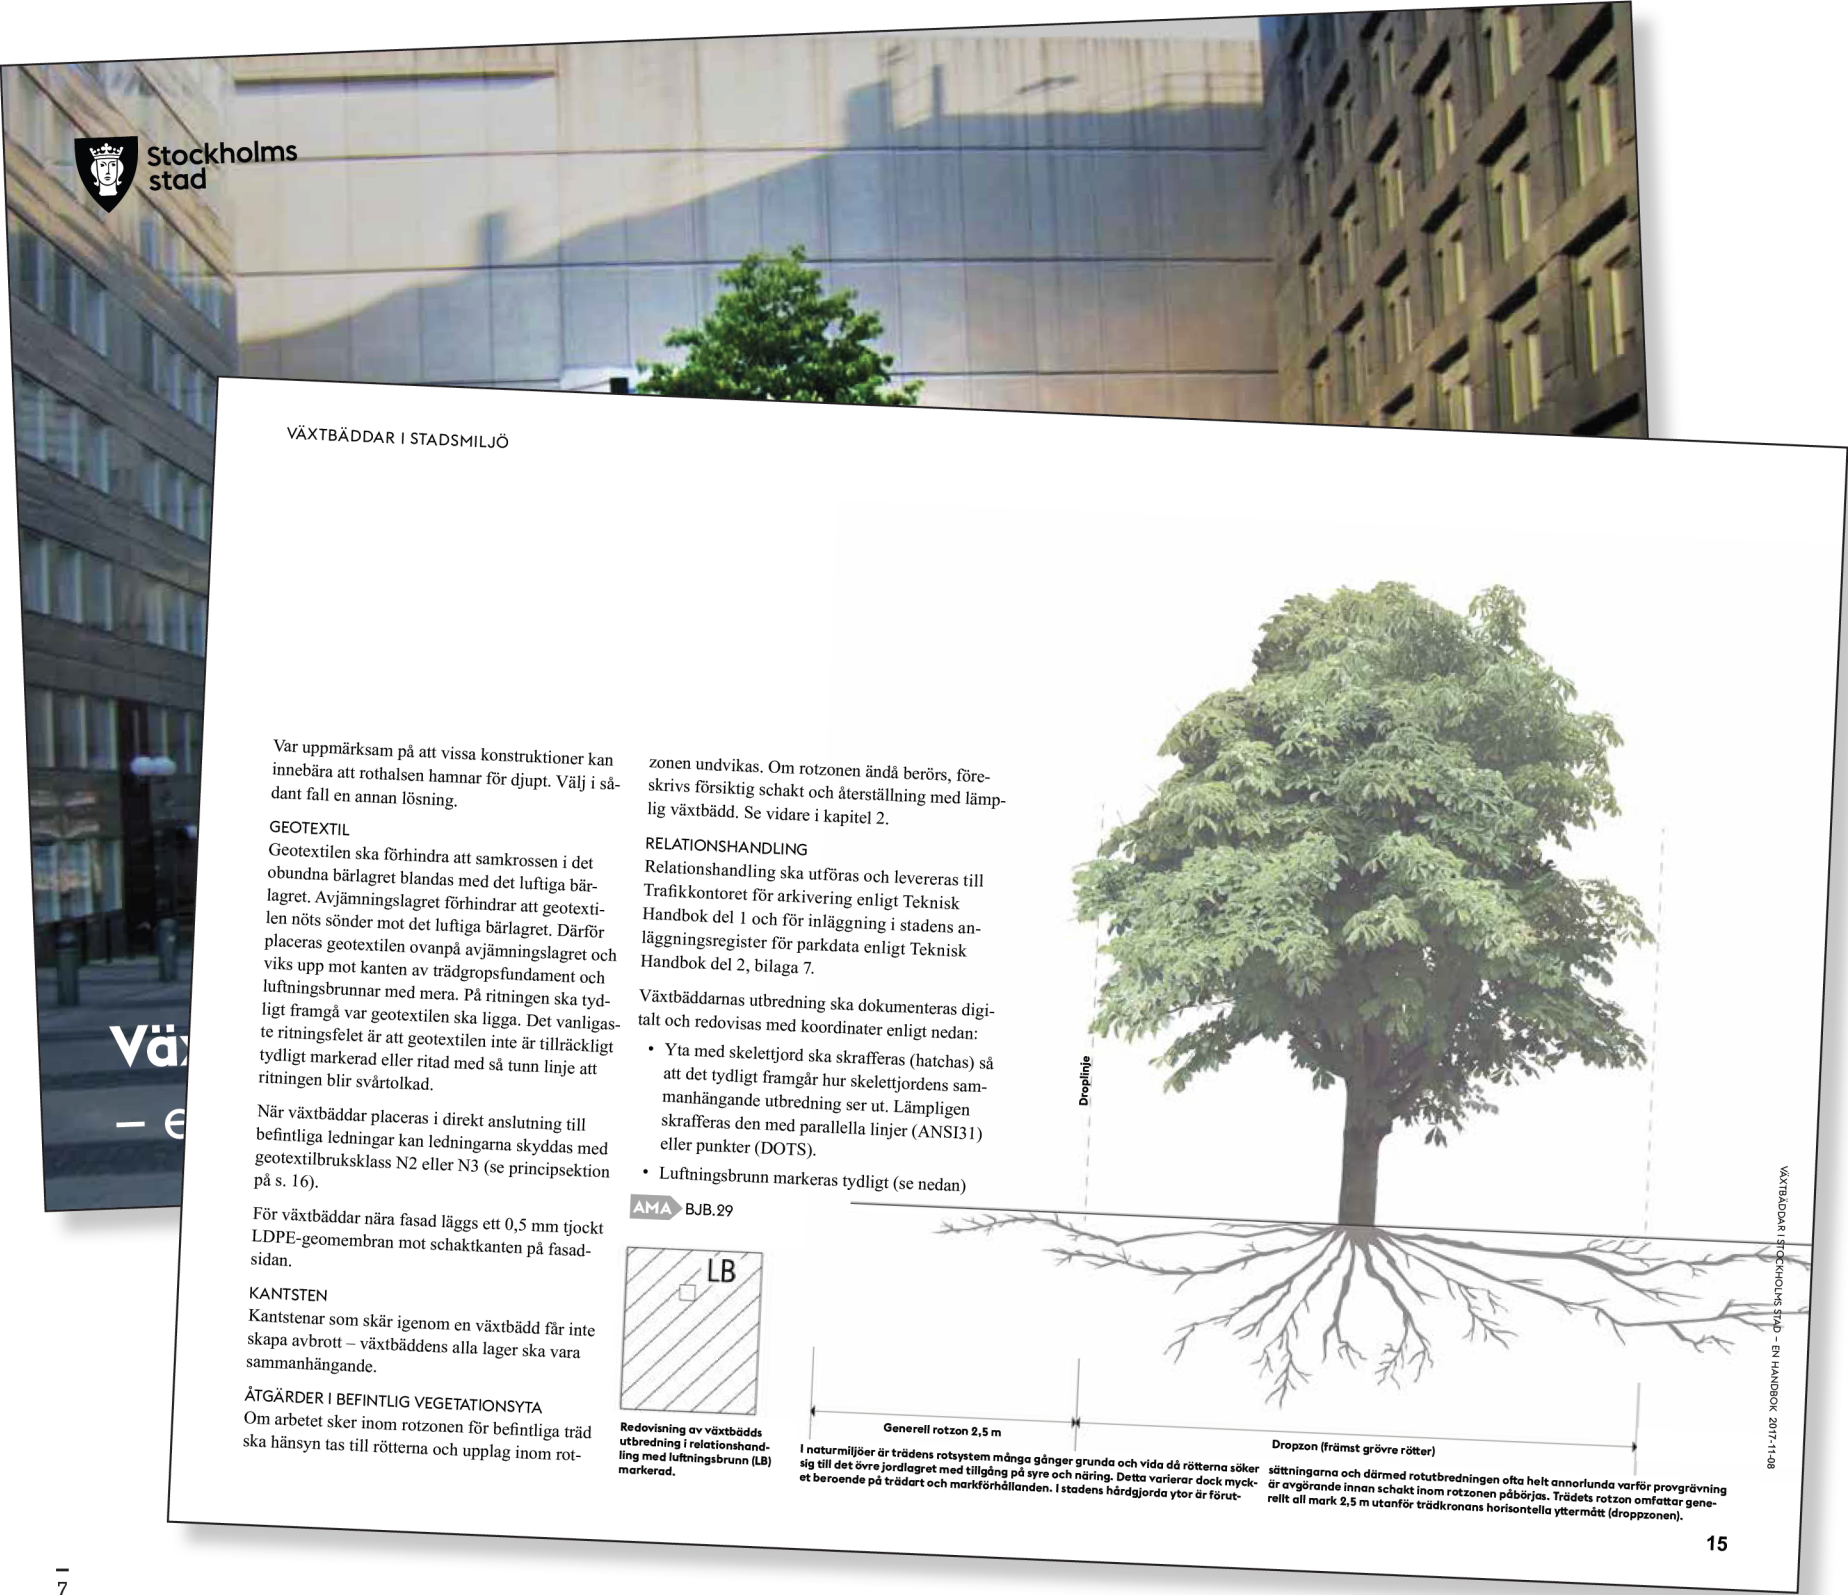 Stockholms
stad
Väx
– e
VÄXTBÄDDAR I STADSMILJÖ
Var uppmärksam på att vissa konstruktioner kan
innebära att rothalsen hamnar för djupt. Välj i så-
dant fall en annan lösning.
GEOTEXTIL
Geotextilen ska förhindra att samkrossen i det
obundna bärlagret blandas med det luftiga bär-
lagret. Avjämningslagret förhindrar att geotexti-
len nöts sönder mot det luftiga bärlagret. Därför
placeras geotextilen ovanpå avjämningslagret och
viks upp mot kanten av trädgropsfundament och
luftningsbrunnar med mera. På ritningen ska tyd-
ligt framgå var geotextilen ska ligga. Det vanligas-
te ritningsfelet är att geotextilen inte är tillräckligt
tydligt markerad eller ritad med så tunn linje att
ritningen blir svårtolkad.
När växtbäddar placeras i direkt anslutning till
befintliga ledningar kan ledningarna skyddas med
geotextilbruksklass N2 eller N3 (se principsektion
på s. 16).
För växtbäddar nära fasad läggs ett 0,5 mm tjockt
LDPE-geomembran mot schaktkanten på fasad-
sidan.
KANTSTEN
Kantstenar som skär igenom en växtbädd får inte
skapa avbrott – växtbäddens alla lager ska vara
sammanhängande.
ÅTGÄRDER I BEFINTLIG VEGETATIONSYTA
Om arbetet sker inom rotzonen för befintliga träd
ska hänsyn tas till rötterna och upplag inom rot-
zonen undvikas. Om rotzonen ändå berörs, före-
skrivs försiktig schakt och återställning med lämp-
lig växtbädd. Se vidare i kapitel 2.
RELATIONSHANDLING
Relationshandling ska utföras och levereras till
Trafikkontoret för arkivering enligt Teknisk
Handbok del 1 och för inläggning i stadens an-
läggningsregister för parkdata enligt Teknisk
Handbok del 2, bilaga 7.
Växtbäddarnas utbredning ska dokumenteras digi-
talt och redovisas med koordinater enligt nedan:
• Yta med skelettjord ska skrafferas (hatchas) så
att det tydligt framgår hur skelettjordens sam-
manhängande utbredning ser ut. Lämpligen
skrafferas den med parallella linjer (ANSI31)
eller punkter (DOTS).
• Luftningsbrunn markeras tydligt (se nedan)
AMA BJB.29
LB
Redovisning av växtbädds
utbredning i relationshand-
ling med luftningsbrunn (LB)
markerad.
Droplinje
Generell rotzon 2,5 m
Dropzon (främst grövre rötter)
I naturmiljöer är trädens rotsystem många gånger grunda och vida då rötterna söker
sig till det övre jordlagret med tillgång på syre och näring. Detta varierar dock myck-
et beroende på trädart och markförhållanden. I stadens hårdgjorda ytor är förut-
sättningarna och därmed rotutbredningen ofta helt annorlunda varför provgrävning
är avgörande innan schakt inom rotzonen påbörjas. Trädets rotzon omfattar gene-
rellt all mark 2,5 m utanför trädkronans horisontella yttermått (droppzonen).
VÄXTBÄDDAR I STOCKHOLMS STAD – EN HANDBOK 2017-11-08
15
7